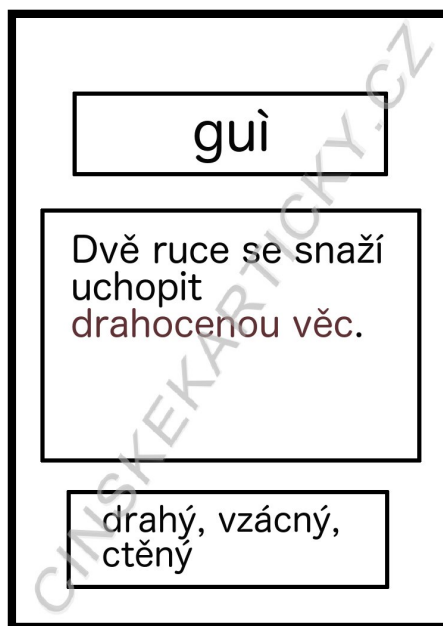 guì
Dvě ruce se snaží
uchopit
drahocenou věc.
drahý, vzácný,
ctěný
CINSKEKARTICKY.CZ